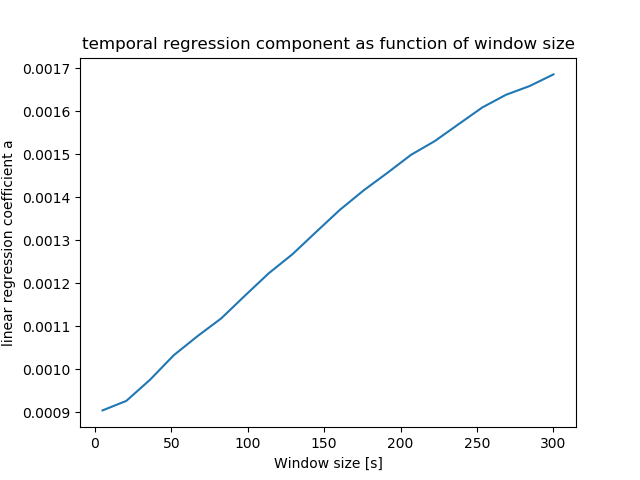 temporal regression component as function of window size
0.0017
0.0016
0.0015
0.0014
0.0013
0.0012
0.0011
0.0010
0.0009
linear regression coefficient a
0 50 100 150 200 250 300
Window size [s]